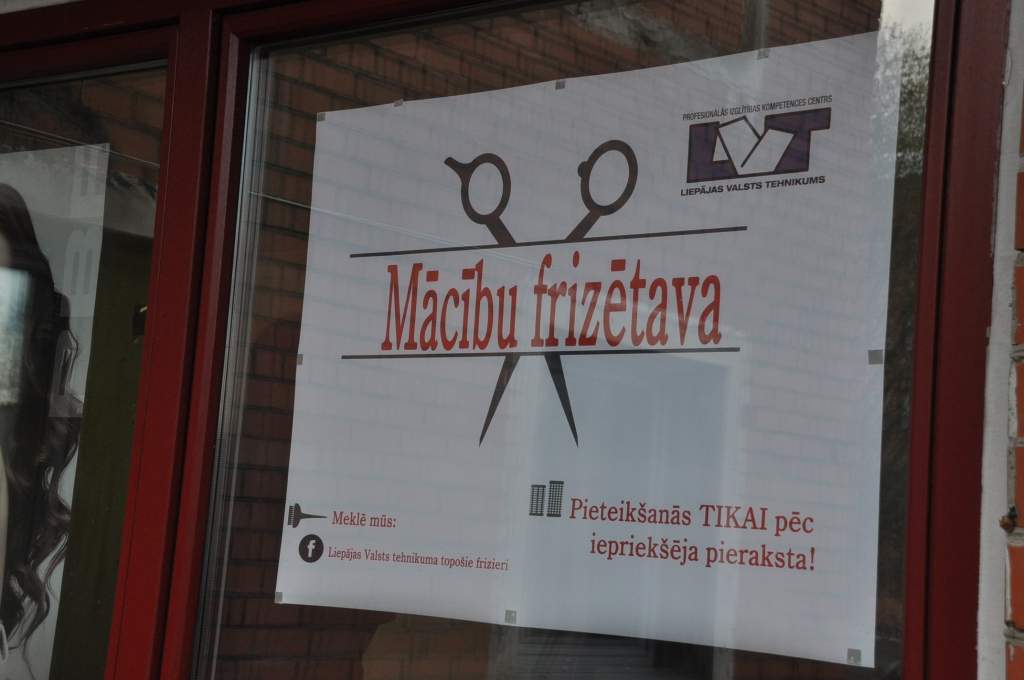 PROFESIONĀLĀS IZGLĪTĪBAS KOMPETENCES CENTRS
LVT
LIEPĀJAS VALSTS TEHNIKUMS
Mācību frizētava
Meklē mūs:
Liepājas Valsts tehnikuma topošie frizieri
Pieteikšanās TIKAI pēc
iepriekšēja pieraksta!